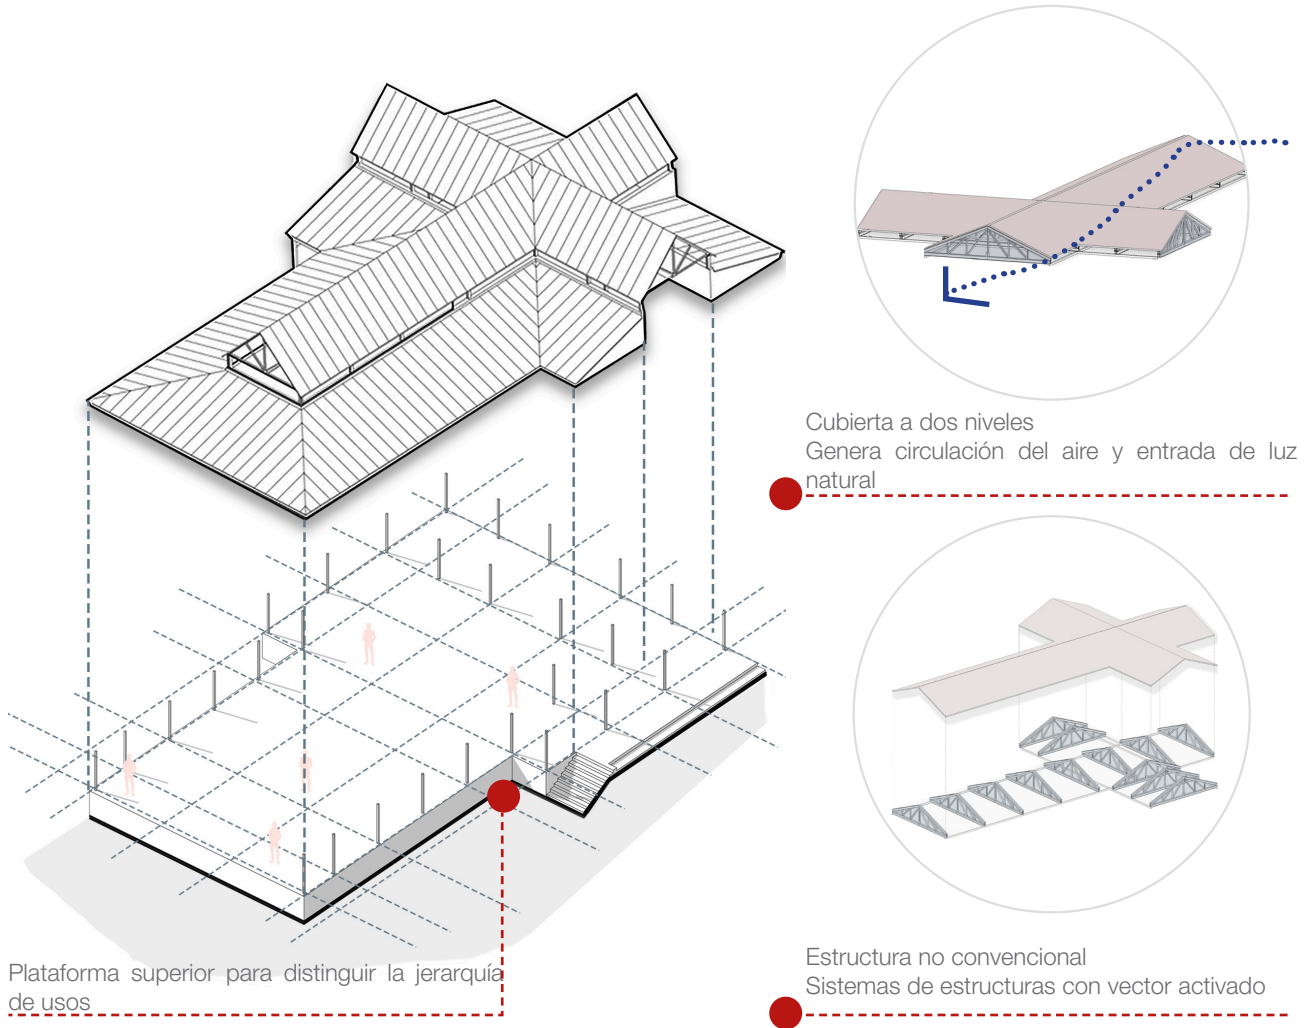 Cubierta a dos niveles
Genera circulación del aire y entrada de luz
natural
Plataforma superior para distinguir la jerarquía
de usos
Estructura no convencional
Sistemas de estructuras con vector activado